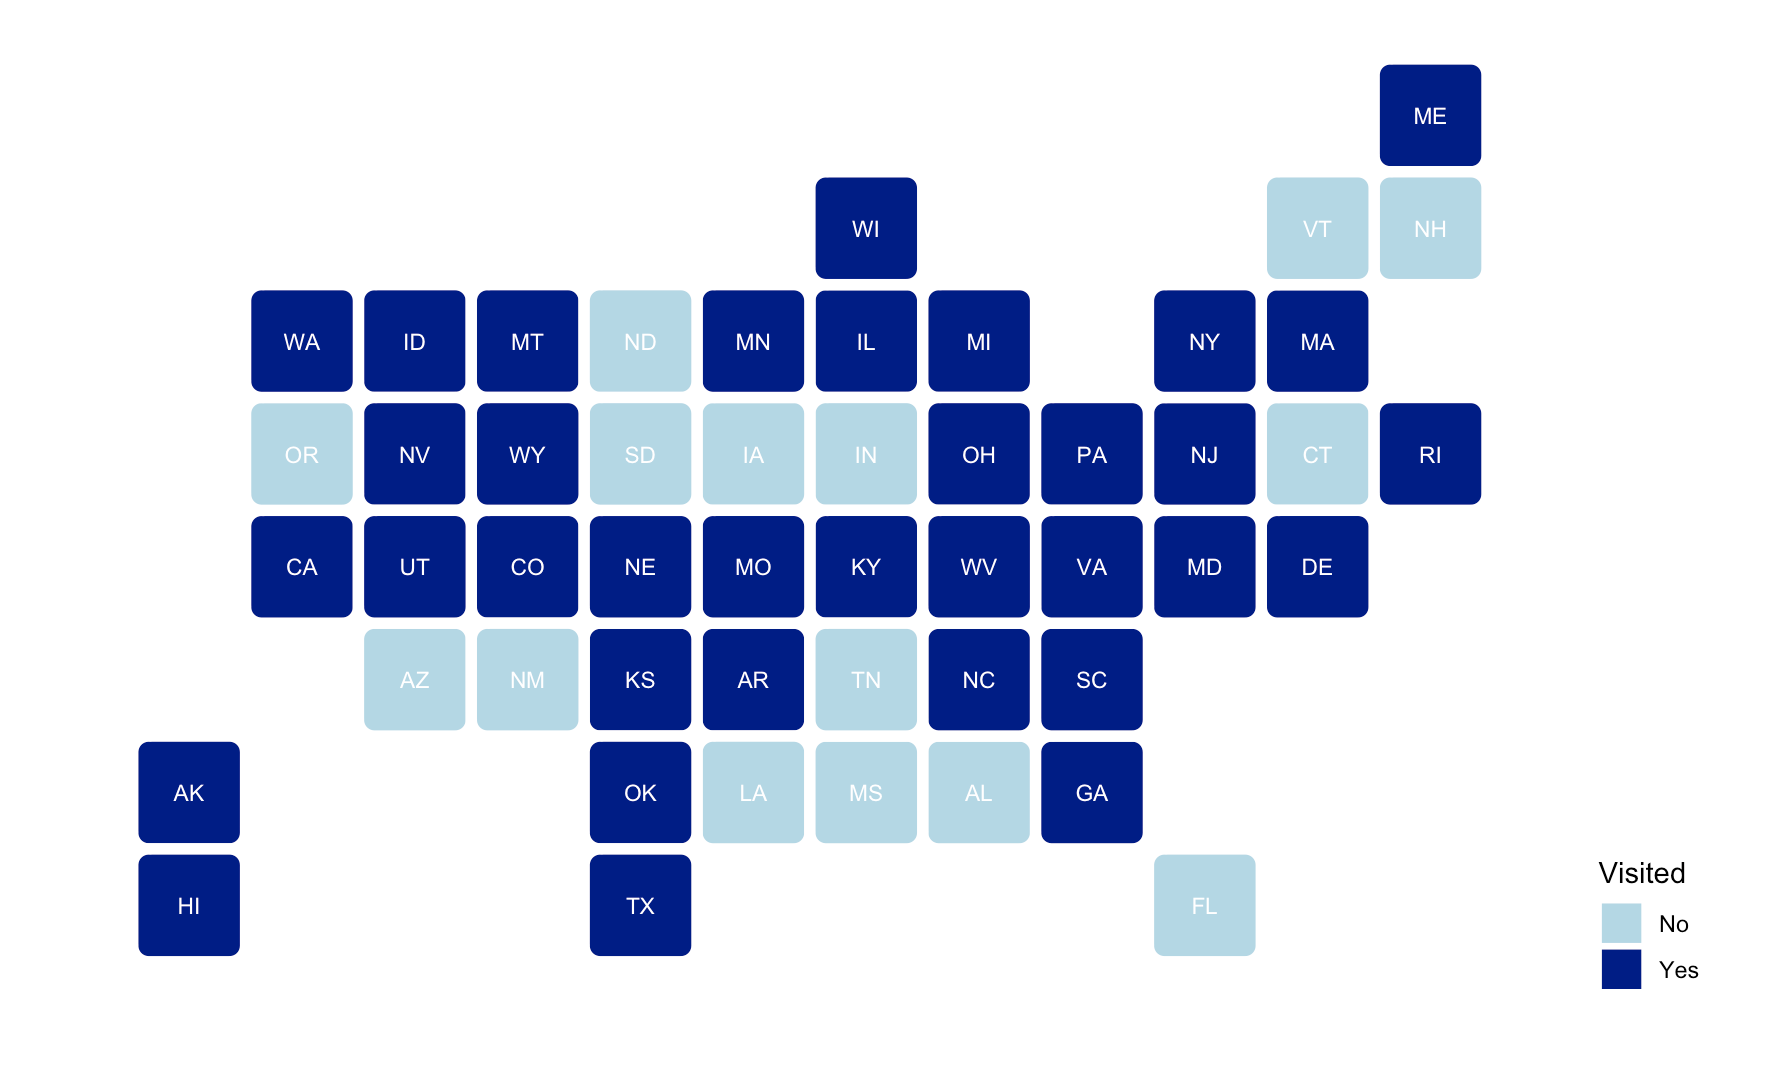 ME
WI VT NH
WA ID MT ND MN IL MI NY MA
OR NV WY SD IA IN OH PA NJ CT RI
CA UT CO NE MO KY WV VA MD DE
AZ NM KS AR TN NC SC
AK OK LA MS AL GA
HI TX FL
Visited
No
Yes